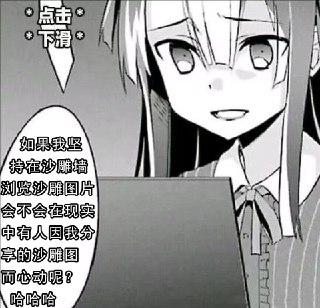 *点击*
*下滑*
如果我坚
持在沙雕墙
浏览沙雕图片
会不会在现实
中有人因我分
享的沙雕图
而心动呢？
哈哈哈